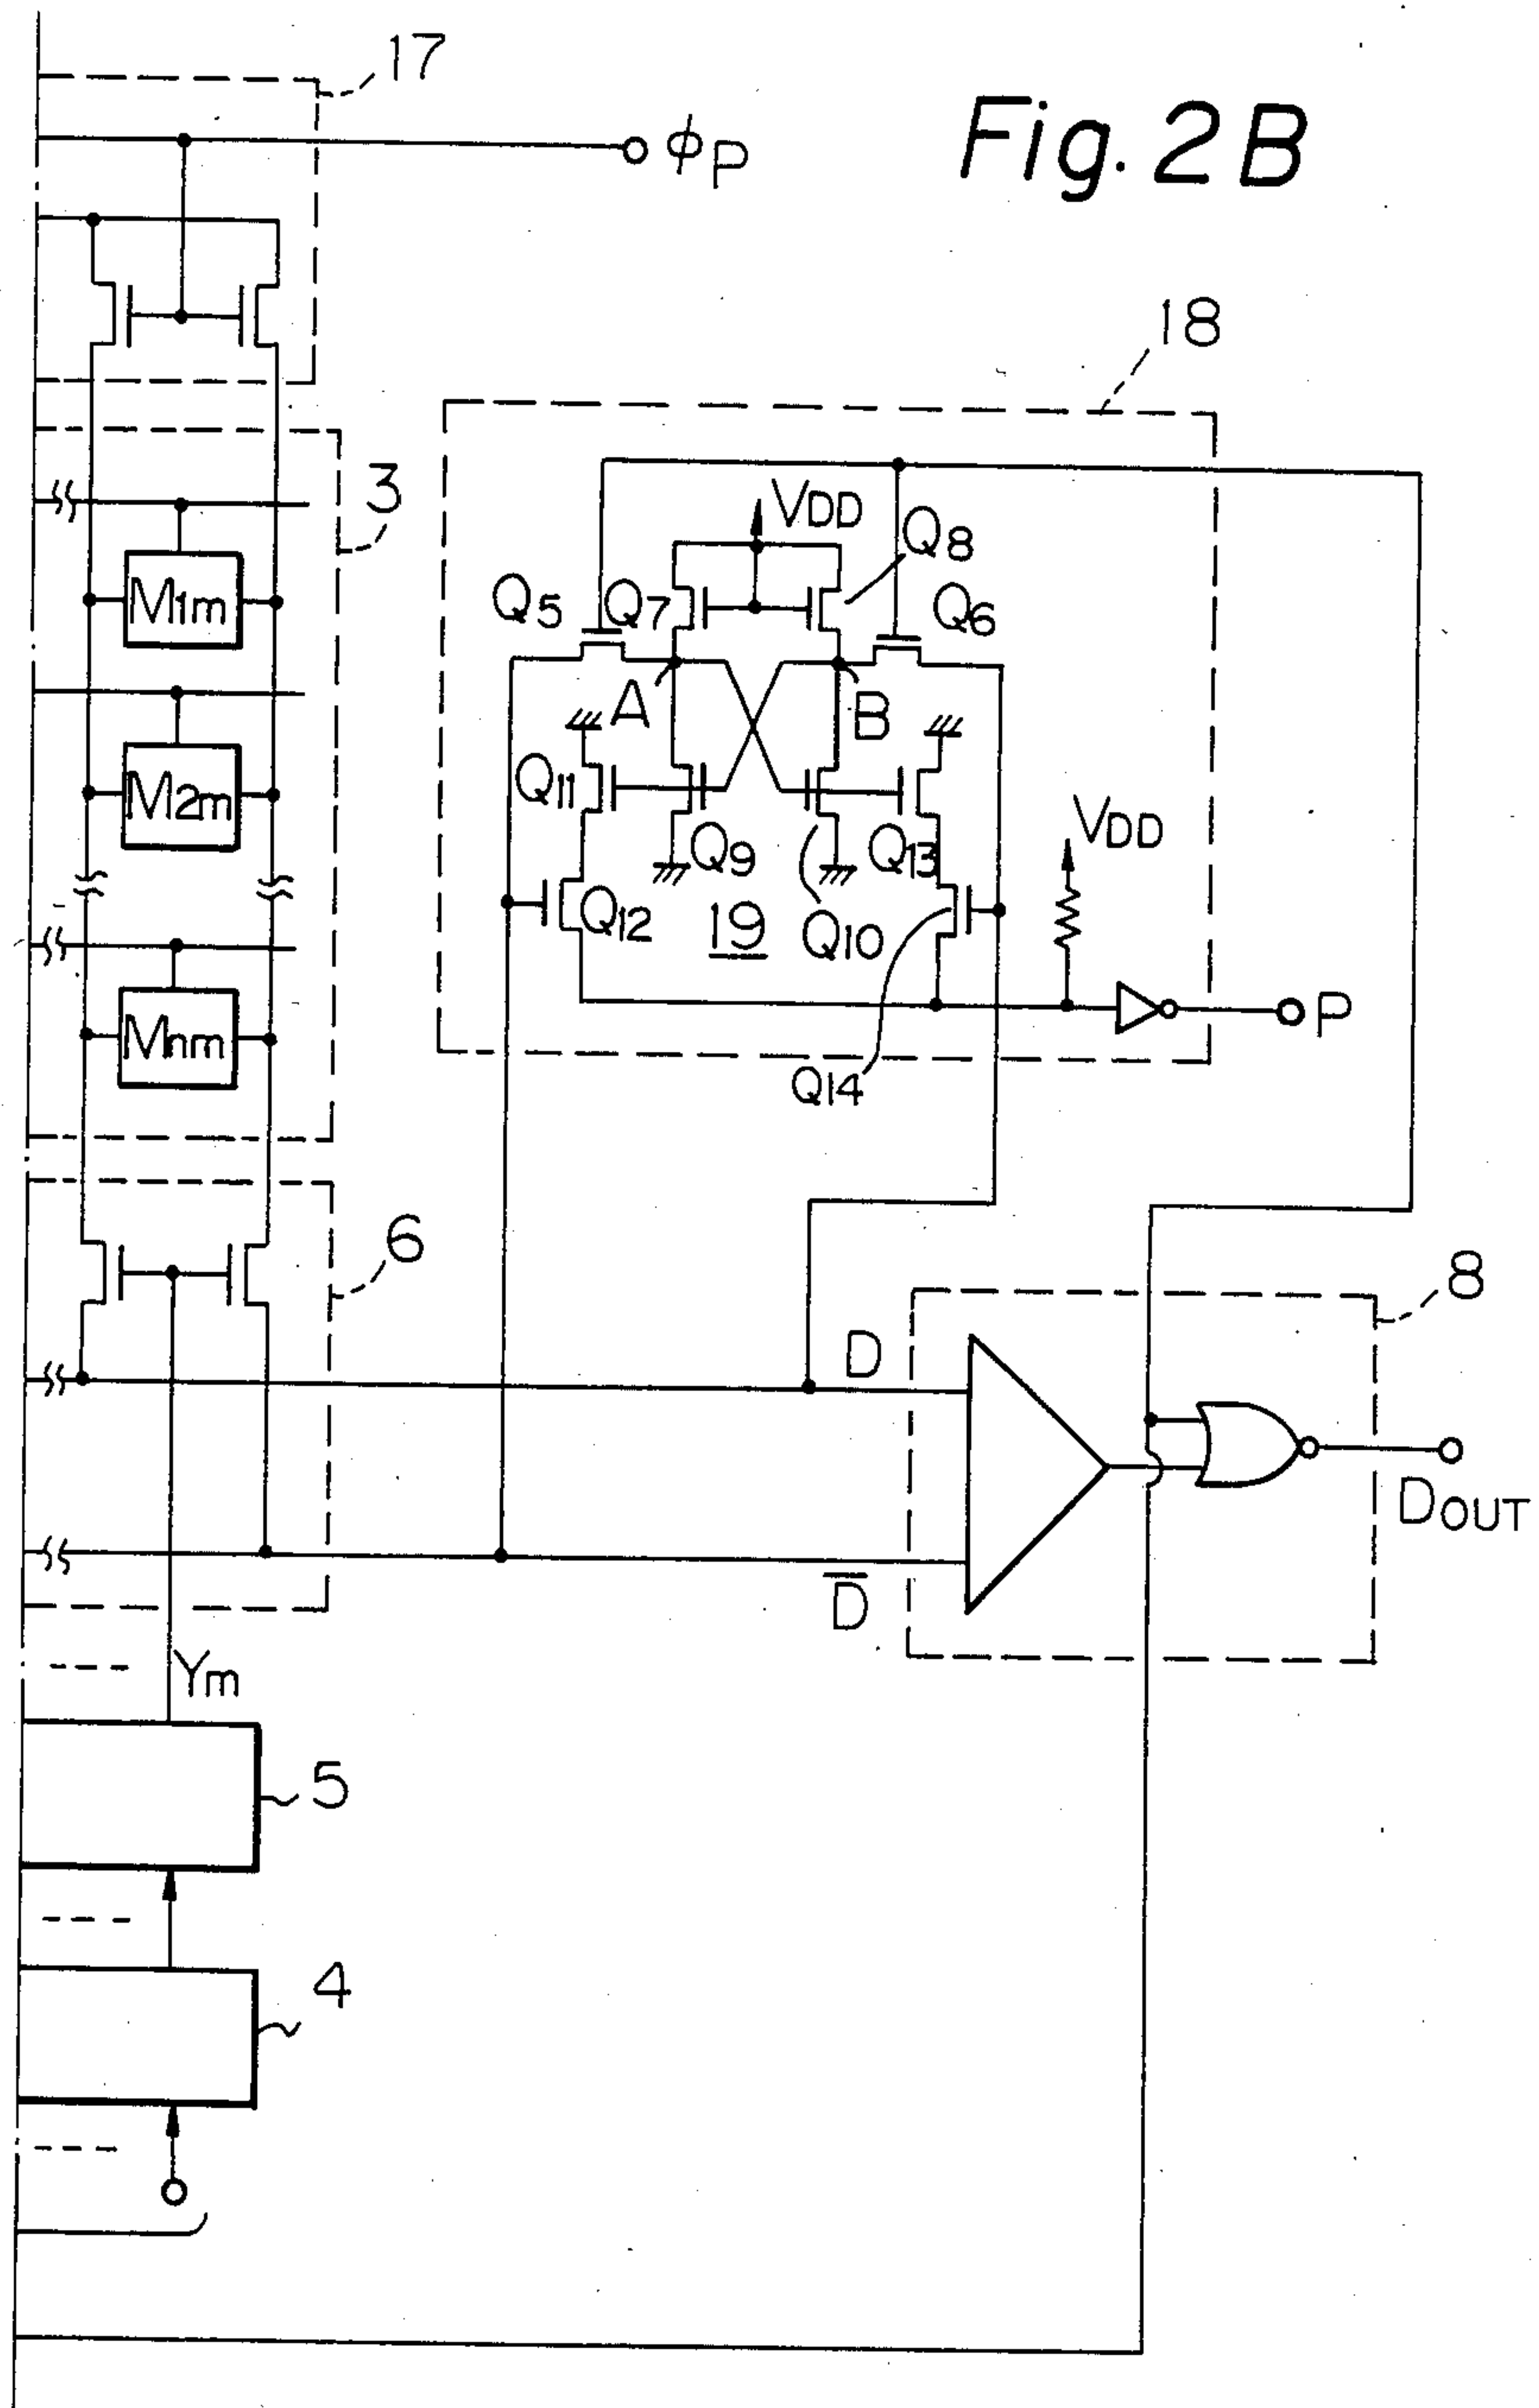 Fig. 2B
17
φP
18
3
VDD
Q8
Q5
Q7
Q6
M1m
A
B
Q11
M2m
VDD
Q9
Q13
Q12
19
Q10
Mnm
P
Q14
6
8
D
DOUT
D̅
Ym
5
4